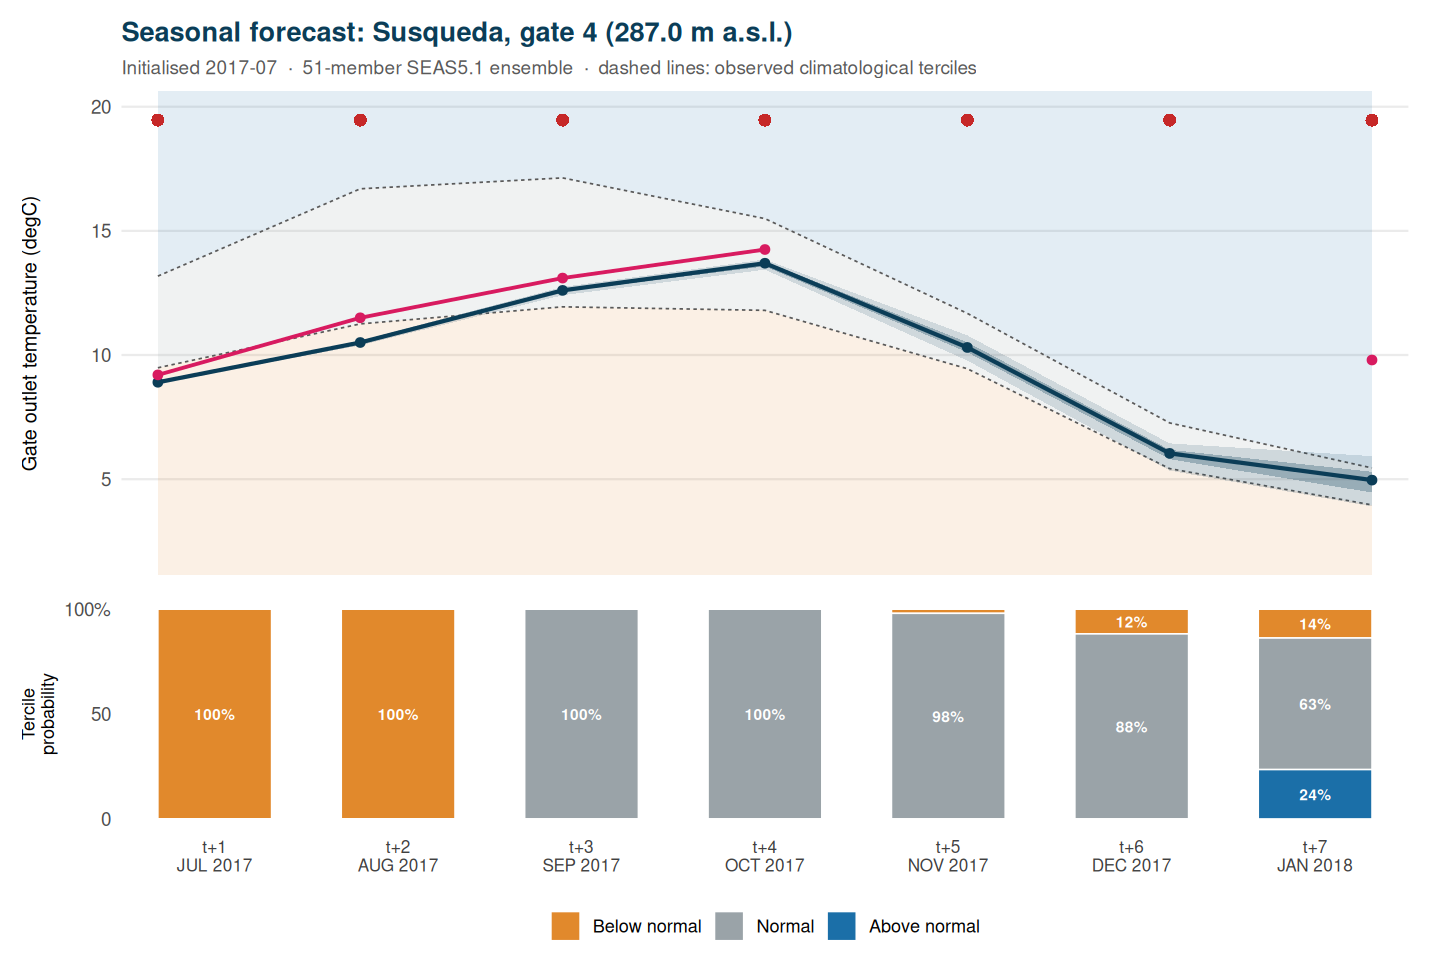 Seasonal forecast: Susqueda, gate 4 (287.0 m a.s.l.)
Initialised 2017-07 · 51-member SEAS5.1 ensemble · dashed lines: observed climatological terciles
Gate outlet temperature (degC)
20
15
10
5
Tercile
probability
100%
50
0
100%
100%
100%
100%
98%
12%
88%
14%
63%
24%
t+1
JUL 2017
t+2
AUG 2017
t+3
SEP 2017
t+4
OCT 2017
t+5
NOV 2017
t+6
DEC 2017
t+7
JAN 2018
Below normal
Normal
Above normal